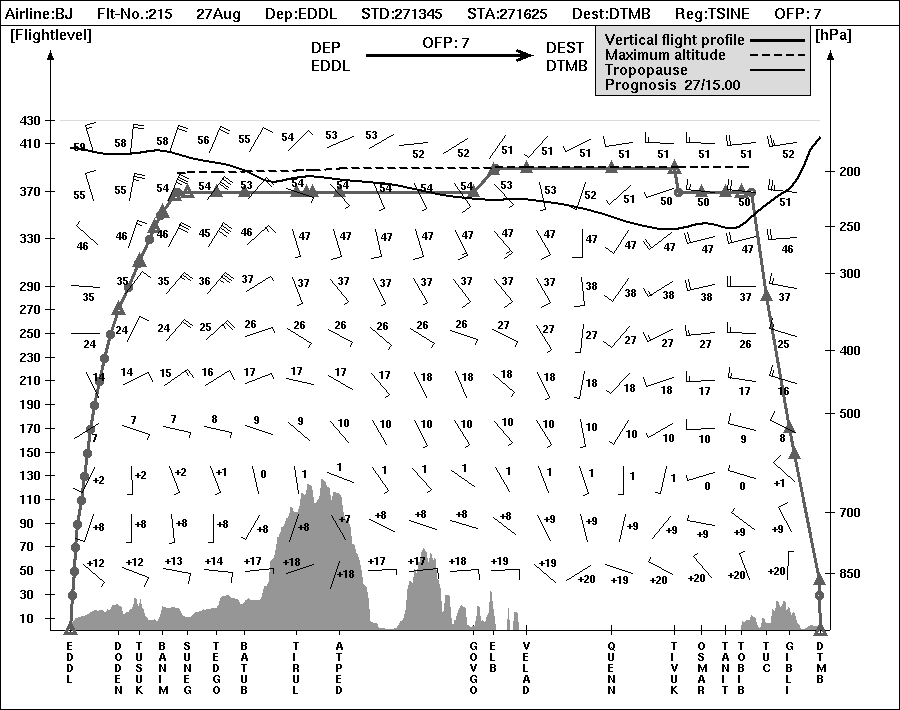 Airline:BJ Flt-No.:215 27Aug Dep:EDDL STD:271345 STA:271625 Dest:DTMB Reg:TSINE OFP: 7
[Flightlevel] [hPa]
DEP OFP: 7 DEST
EDDL DTMB
Vertical flight profile
Maximum altitude
Tropopause
Prognosis 27/15.00
430
410
59 58 58 56 55 54 53 53 52 52 51 51 51 51 51 51 52
390
200
370
55 55 54 54 53 54 54 54 54 53 53 52 51 50 50 50 51
250
330
46 46 46 45 46 47 47 47 47 47 47 47 47 47 47 47 47 46
300
290
35 35 35 36 37 37 37 37 37 37 37 37 38 38 38 38 37 37
270
250
24 24 24 25 26 26 26 26 26 26 27 27 27 27 27 27 26 25
400
230
210
14 14 15 16 17 17 17 17 18 18 18 18 18 18 18 17 17 16
190
500
170
7 7 7 8 9 9 10 10 10 10 10 10 10 10 10 10 9 8
150
130
+2 +2 +2 +1 0 1 1 1 1 1 1 1 1 1 1 0 0 +1
110
700
90
+8 +8 +8 +8 +8 +8 +7 +8 +8 +8 +8 +9 +9 +9 +9 +9 +9 +9
70
50
+12 +12 +13 +14 +17 +18 +18 +17 +17 +18 +19 +19 +20 +19 +20 +20 +20 +20
850
30
10
EDDL DODEN TUSUK BANIM SUNEG TEDGO BATUB TIRUL ATPED GOVGO ELB VELAD QUENN TIVUK OSMAR TANIT TOBIB TUC GIBLI DTMB